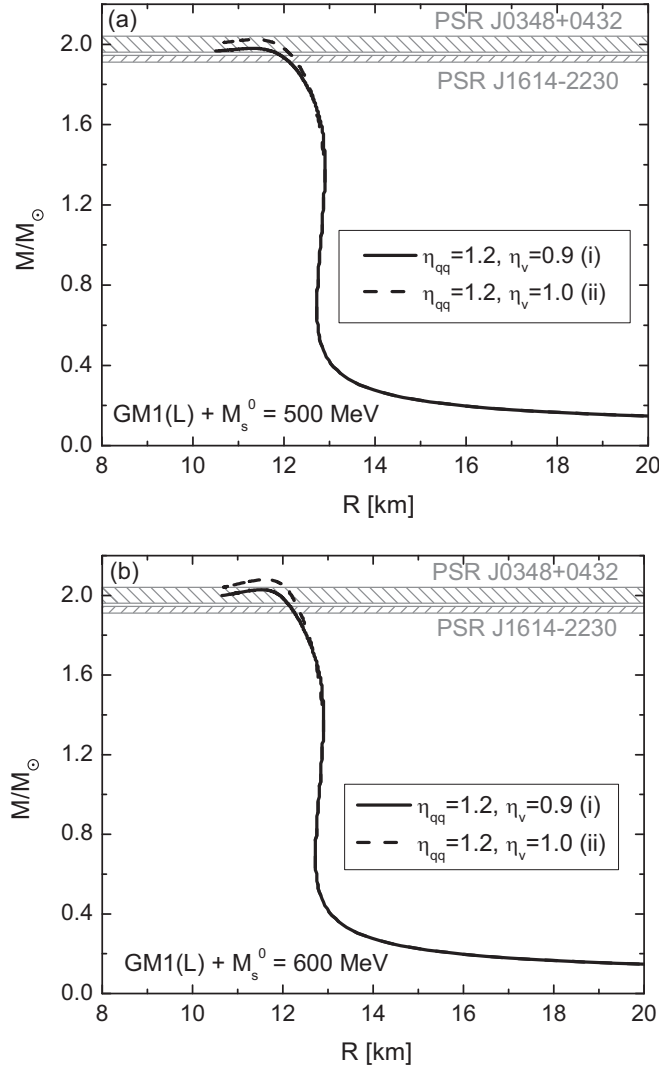 (a)
PSR J0348+0432
PSR J1614-2230
2.0
1.6
1.2
0.8
0.4
0.0
M/M☉
η_qq=1.2, η_v=0.9 (i)
η_qq=1.2, η_v=1.0 (ii)
GM1(L) + M_s^0 = 500 MeV
8 10 12 14 16 18 20
R [km]
(b)
PSR J0348+0432
PSR J1614-2230
2.0
1.6
1.2
0.8
0.4
0.0
M/M☉
η_qq=1.2, η_v=0.9 (i)
η_qq=1.2, η_v=1.0 (ii)
GM1(L) + M_s^0 = 600 MeV
8 10 12 14 16 18 20
R [km]